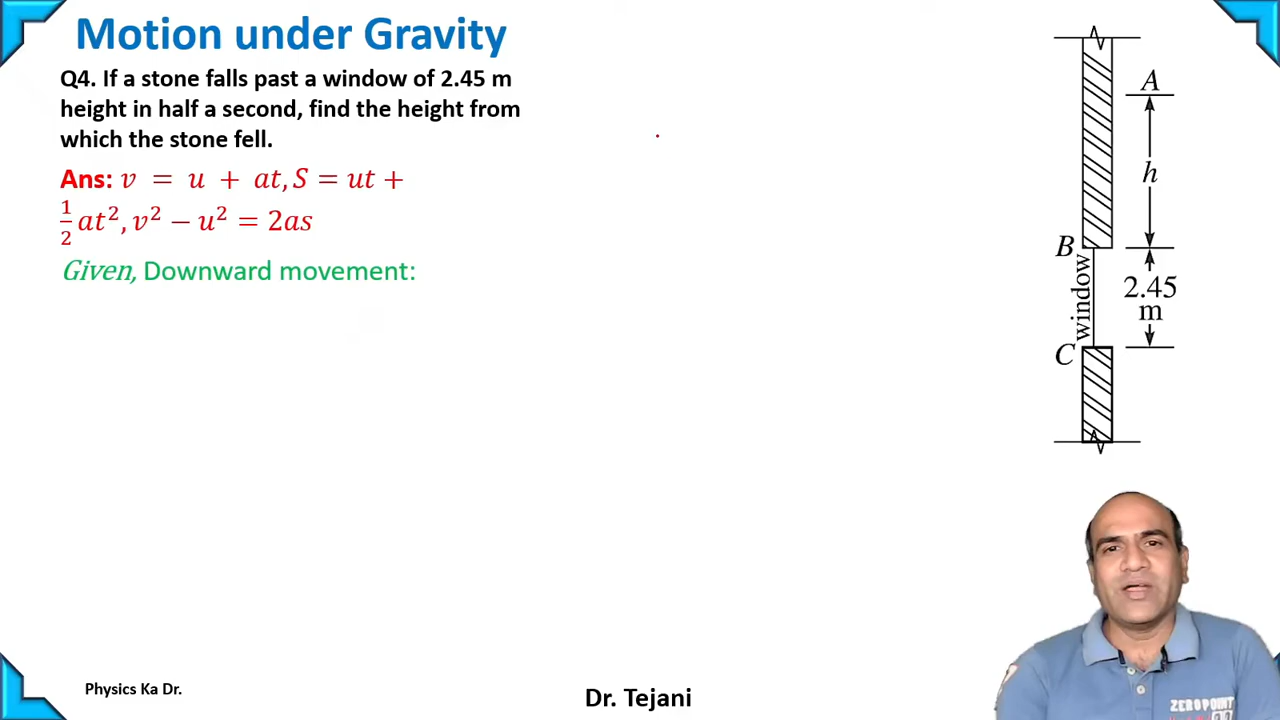 Motion under Gravity
Q4. If a stone falls past a window of 2.45 m
height in half a second, find the height from
which the stone fell.
Ans: v = u + at, S = ut +
1/2 at², v² − u² = 2as
Given, Downward movement:
A
h
B
window
2.45
m
C
ZEROPOINT
Physics Ka Dr.
Dr. Tejani